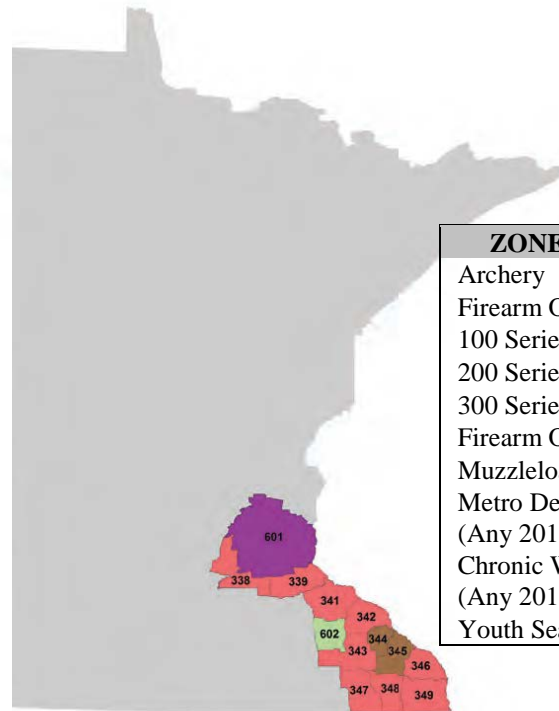 ZONE
Archery
Firearm
100 Serie
200 Serie
300 Serie
Firearm
Muzzlelo
Metro De
(Any 201
Chronic
(Any 201
Youth Sea
601
338
339
341
342
602
344
343
345
346
347
348
349